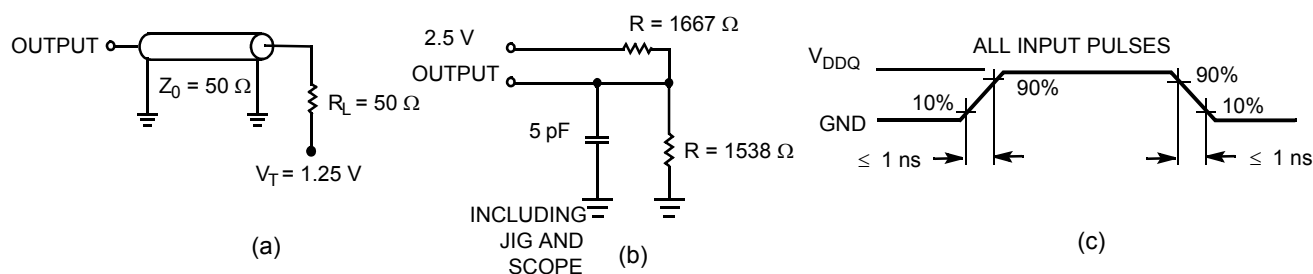 OUTPUT
Z0 = 50 Ω
RL = 50 Ω
VT = 1.25 V
(a)
R = 1667 Ω
2.5 V
OUTPUT
5 pF
R = 1538 Ω
INCLUDING
JIG AND
SCOPE
(b)
ALL INPUT PULSES
VDDQ
GND
10%
90%
90%
10%
≤ 1 ns
≤ 1 ns
(c)